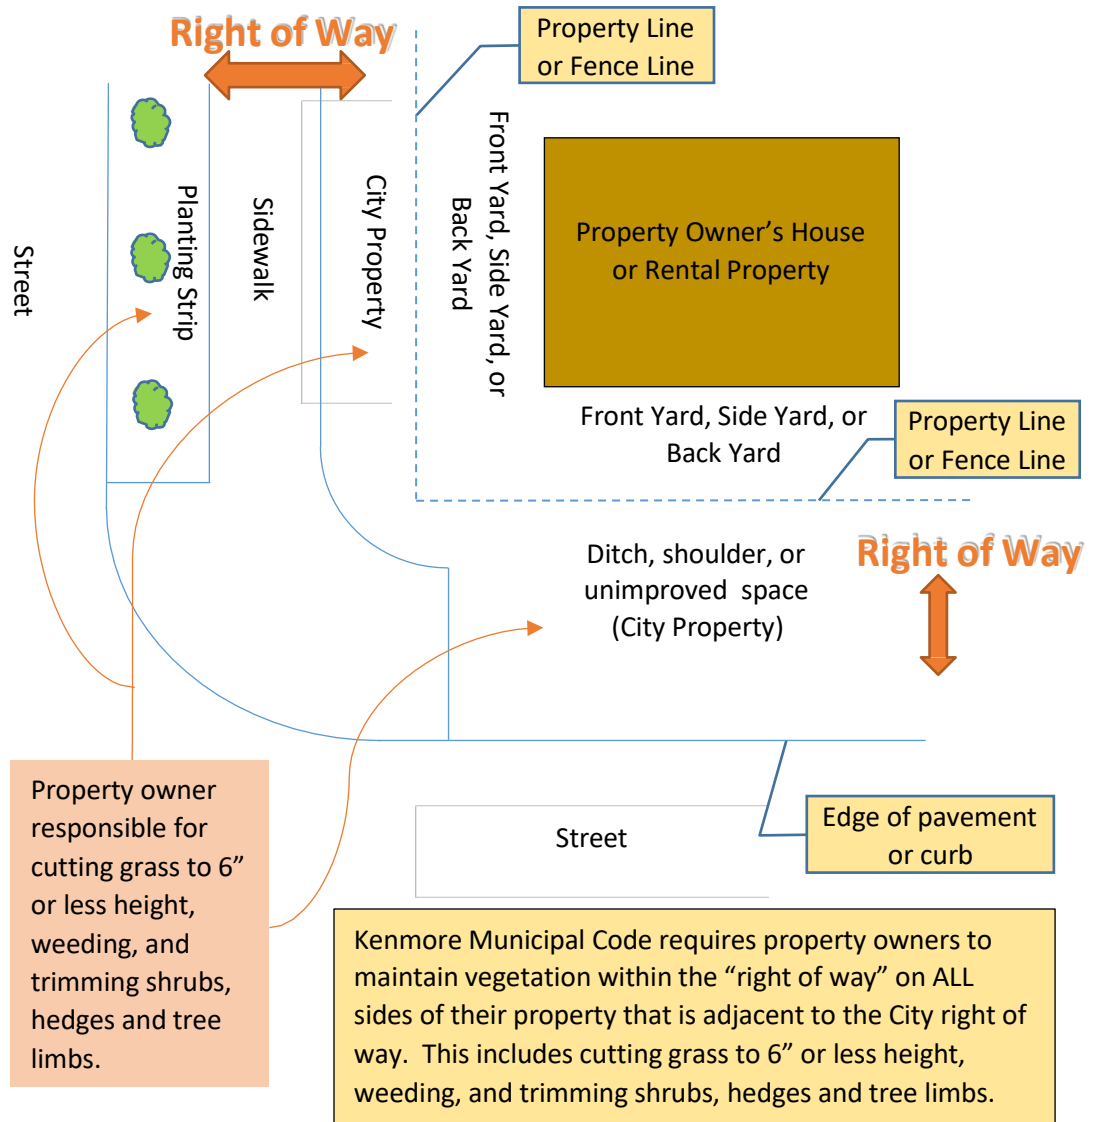 Right of Way
Property Line
or Fence Line
Street
Planting Strip
Sidewalk
City Property
Front Yard, Side Yard, or
Back Yard
Property Owner’s House
or Rental Property
Front Yard, Side Yard, or
Back Yard
Property Line
or Fence Line
Ditch, shoulder, or
unimproved space
(City Property)
Right of Way
Property owner
responsible for
cutting grass to 6”
or less height,
weeding, and
trimming shrubs,
hedges and tree
limbs.
Street
Edge of pavement
or curb
Kenmore Municipal Code requires property owners to
maintain vegetation within the “right of way” on ALL
sides of their property that is adjacent to the City right of
way. This includes cutting grass to 6” or less height,
weeding, and trimming shrubs, hedges and tree limbs.